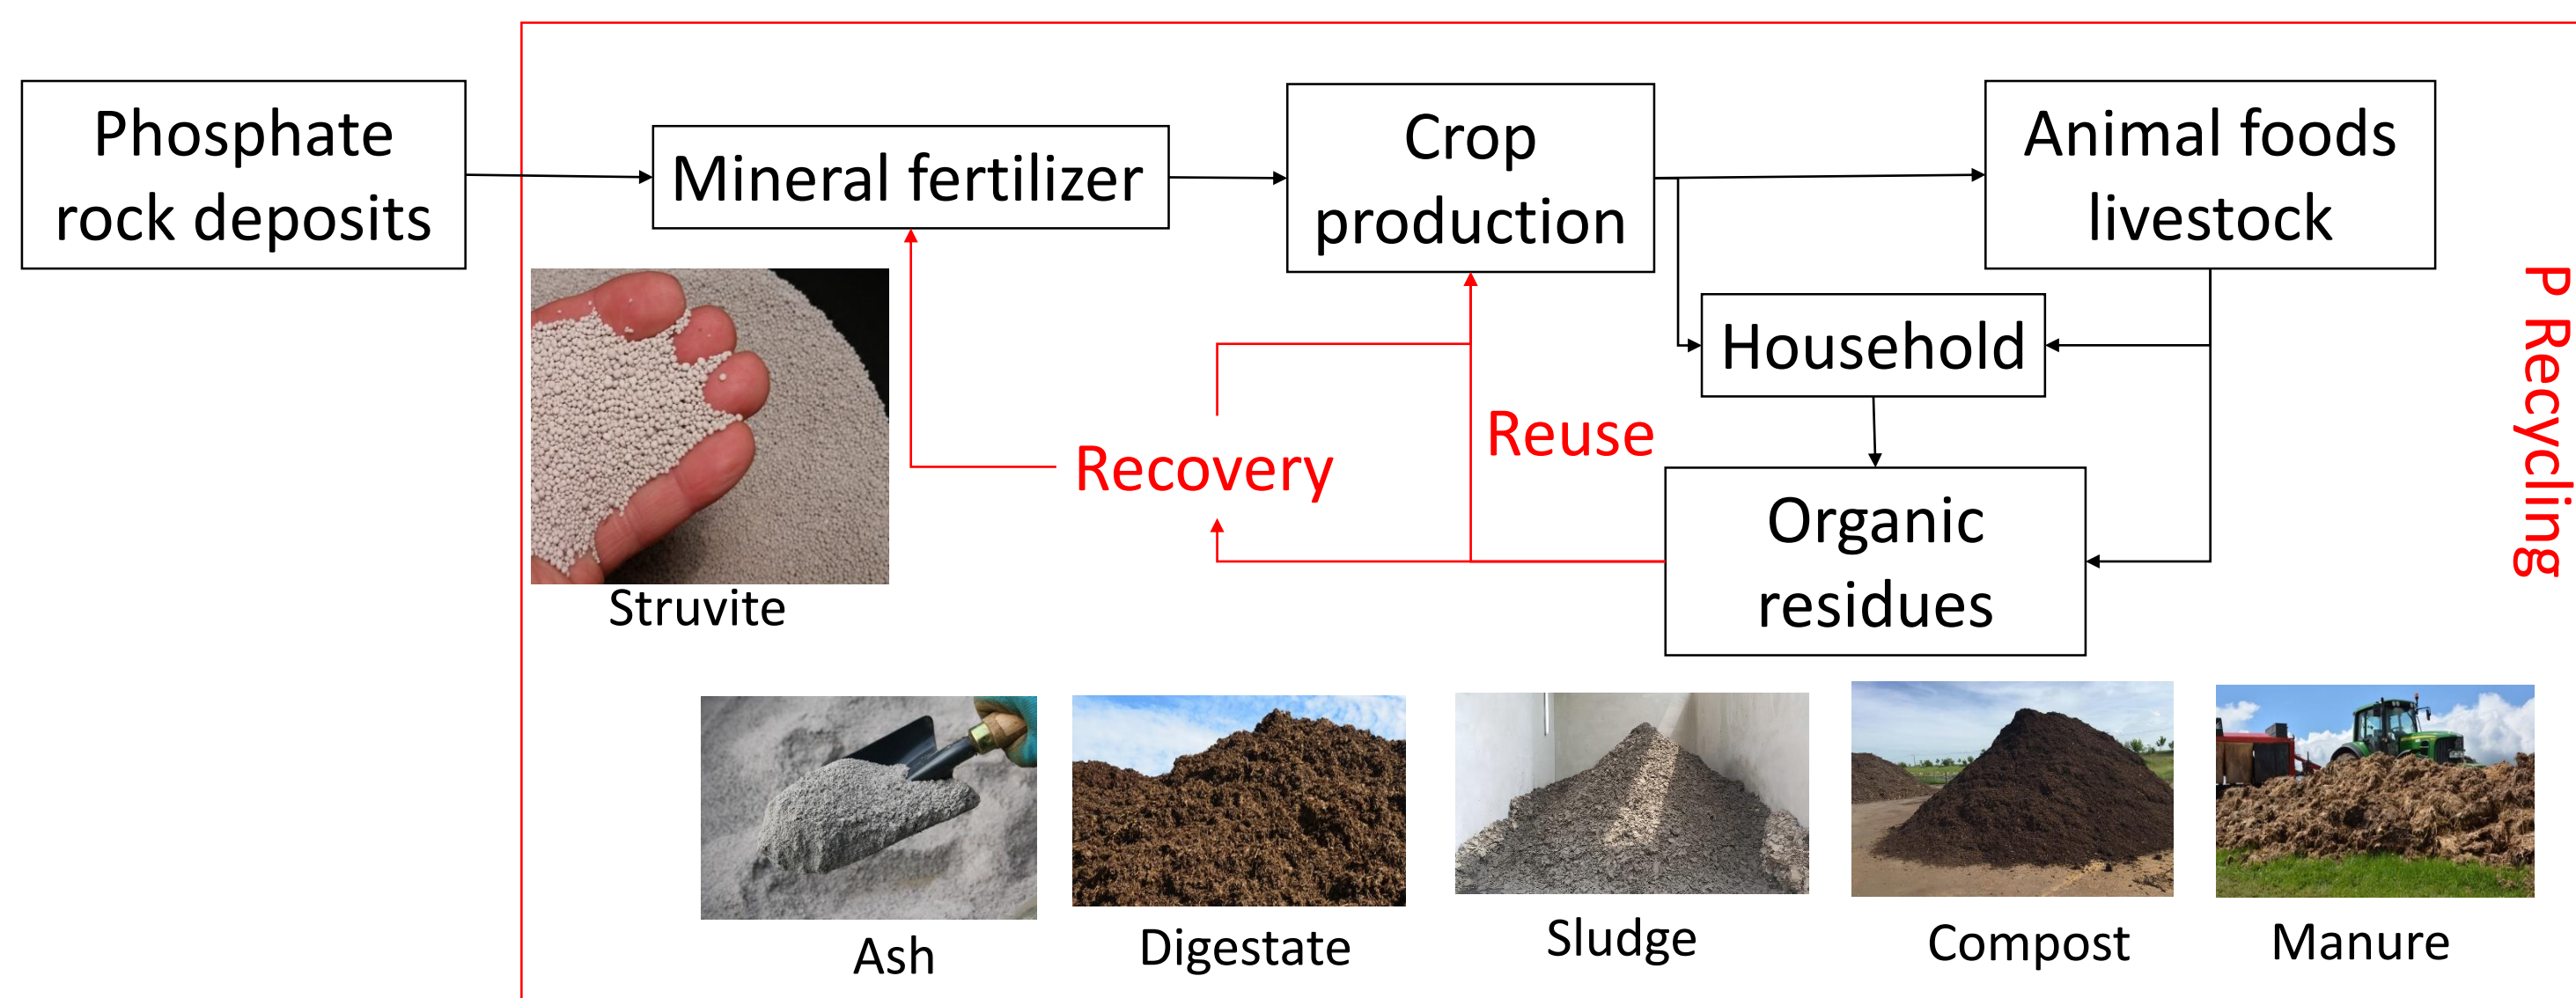 Phosphate
rock deposits
Mineral fertilizer
Crop
production
Animal foods
livestock
Household
P Recycling
Reuse
Recovery
Organic
residues
Struvite
Ash
Digestate
Sludge
Compost
Manure